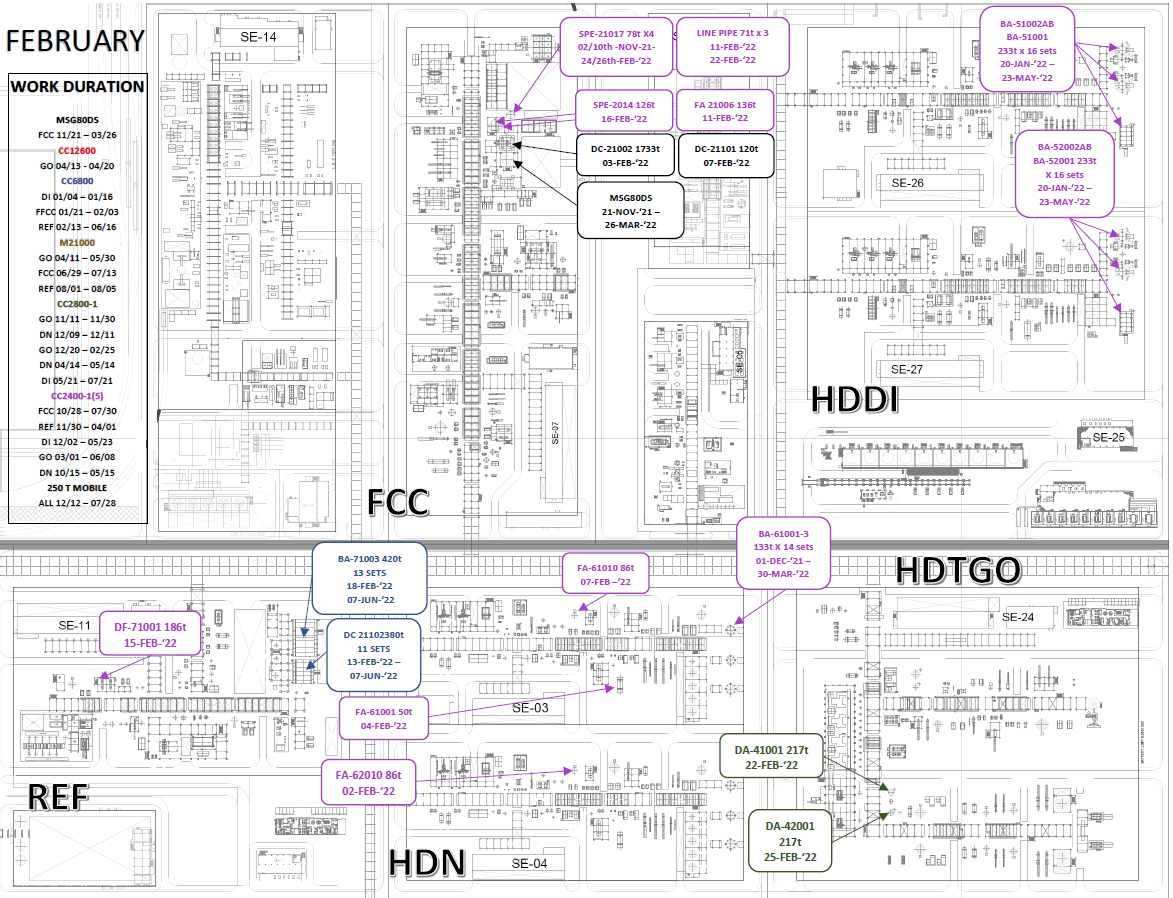 FEBRUARY
WORK DURATION
MSG80DS
FCC 11/21 – 03/26
CC12600
GO 04/13 - 04/20
CC6800
DI 01/04 – 01/16
FFCC 01/21 – 02/03
REF 02/13 – 06/16
M21000
GO 04/11 – 05/30
FCC 06/29 – 07/13
REF 08/01 – 08/05
CC2800-1
GO 11/11 – 11/30
DN 12/09 – 12/11
GO 12/20 – 02/25
DN 04/14 – 05/14
DI 05/21 – 07/21
CC2400-1(5)
FCC 10/28 – 07/30
REF 11/30 – 04/01
DI 12/02 – 05/23
GO 03/01 – 06/08
DN 10/15 – 05/15
250 T MOBILE
ALL 12/12 – 07/28
SE-14
SPE-21017 78t X4
02/10th -NOV-21-
24/26th-FEB-'22
LINE PIPE 71t x 3
11-FEB-'22
22-FEB-'22
SPE-2014 126t
16-FEB-'22
FA 21006 136t
11-FEB-'22
DC-21002 1733t
03-FEB-'22
DC-21101 120t
07-FEB-'22
MSG80DS
21-NOV-'21 –
26-MAR-'22
BA-51002AB
BA-51001
233t x 16 sets
20-JAN-'22 –
23-MAY-'22
BA-52002AB
BA-52001 233t
X 16 sets
20-JAN-'22 –
23-MAY-'22
SE-26
SE-27
SE-05
SE-07
HDDI
SE-25
FCC
BA-71003 420t
13 SETS
18-FEB-'22
07-JUN-'22
FA-61010 86t
07-FEB –'22
BA-61001-3
133t X 14 sets
01-DEC-'21 –
30-MAR-'22
HDTGO
SE-11
DF-71001 186t
15-FEB-'22
DC 21102380t
11 SETS
13-FEB-'22 –
07-JUN-'22
SE-24
FA-61001 50t
04-FEB-'22
SE-03
FA-62010 86t
02-FEB-'22
DA-41001 217t
22-FEB-'22
REF
DA-42001
217t
25-FEB-'22
HDN
SE-04